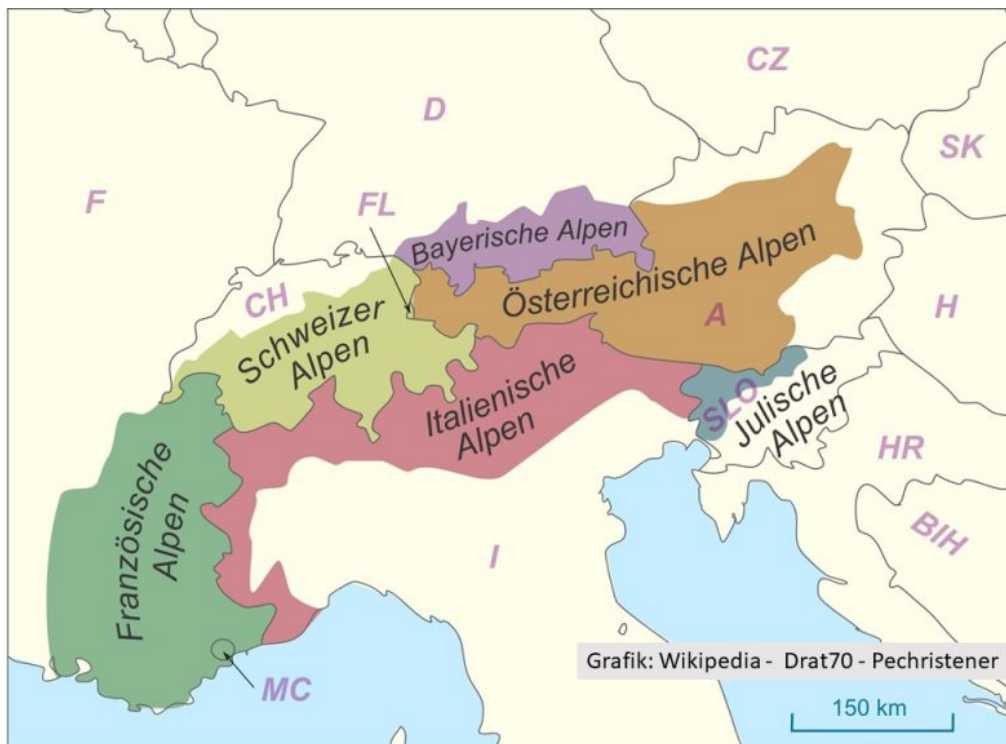 CZ
D
SK
F
FL
Bayerische Alpen
Österreichische Alpen
CH
Schweizer
Alpen
A
H
Italienische
Alpen
SLO
Julische
Alpen
HR
Französische
Alpen
BIH
I
MC
Grafik: Wikipedia - Drat70 - Pechristener
150 km